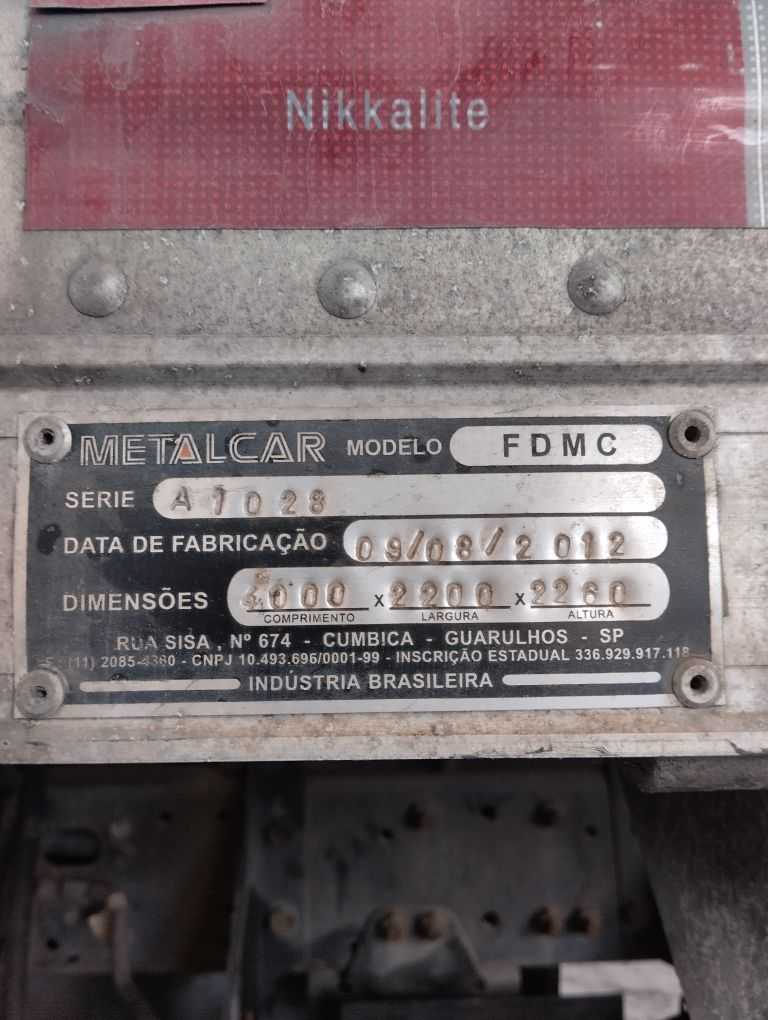 Nikkalite
METALCAR MODELO FDMC
SÉRIE A1028
DATA DE FABRICAÇÃO 09/08/2012
DIMENSÕES x 2200 x 2260
COMPRIMENTO LARGURA ALTURA
RUA SISA, Nº 674 - CUMBICA - GUARULHOS - SP
(11) 2085-4360 - CNPJ 10.493.696/0001-99 - INSCRIÇÃO ESTADUAL 336.929.917.118
INDÚSTRIA BRASILEIRA